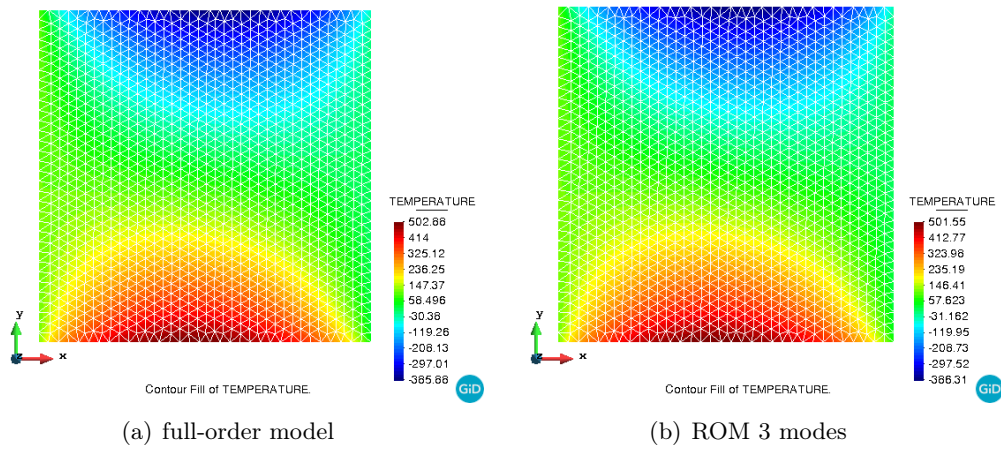 TEMPERATURE
502.66
414
325.12
236.25
147.37
58.496
-30.38
-119.26
-208.13
-297.01
-385.88
y
z
x
Contour Fill of TEMPERATURE.
GiD
(a) full-order model
TEMPERATURE
501.55
412.77
323.98
235.19
146.41
57.623
-31.162
-119.95
-208.73
-297.52
-386.31
y
z
x
Contour Fill of TEMPERATURE.
GiD
(b) ROM 3 modes